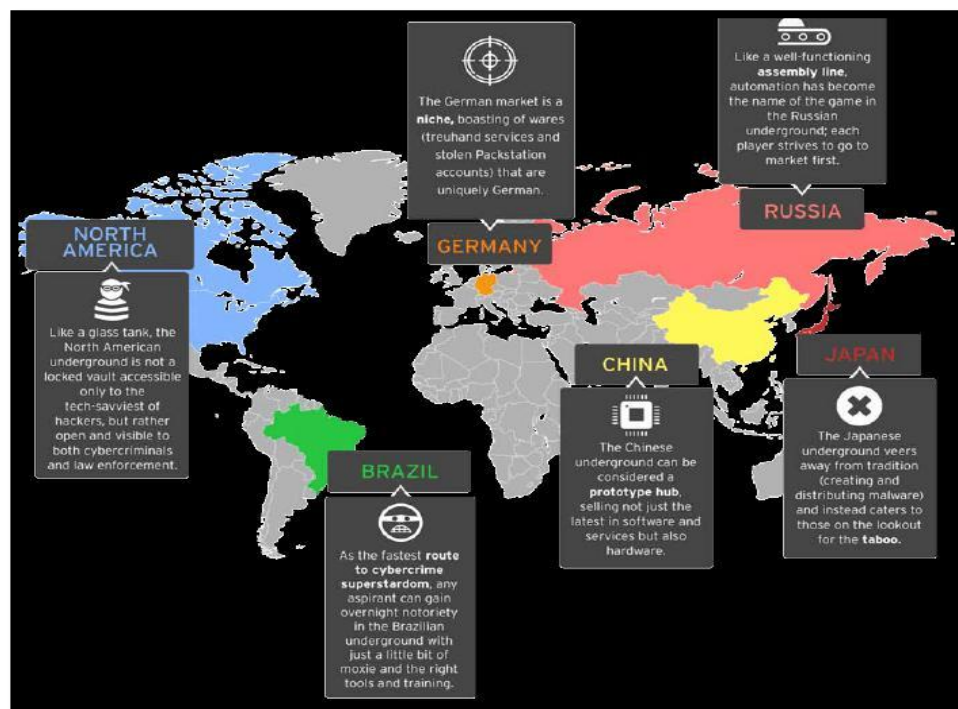 The German market is a
niche, boasting of wares
(treuhand services and
stolen Packstation
accounts) that are
uniquely German.
GERMANY
Like a well-functioning
assembly line,
automation has become
the name of the game in
the Russian
underground; each
player strives to go to
market first.
RUSSIA
NORTH
AMERICA
Like a glass tank, the
North American
underground is not a
locked vault accessible
only to the
tech-savviest of
hackers, but rather
open and visible to
both cybercriminals
and law enforcement.
BRAZIL
As the fastest route
to cybercrime
superstardom, any
aspirant can gain
overnight notoriety
in the Brazilian
underground with
just a little bit of
moxie and the right
tools and training.
CHINA
The Chinese
underground can be
considered a
prototype hub,
selling not just the
latest in software and
services but also
hardware.
JAPAN
The Japanese
underground veers
away from tradition
(creating and
distributing malware)
and instead caters to
those on the lookout
for the taboo.